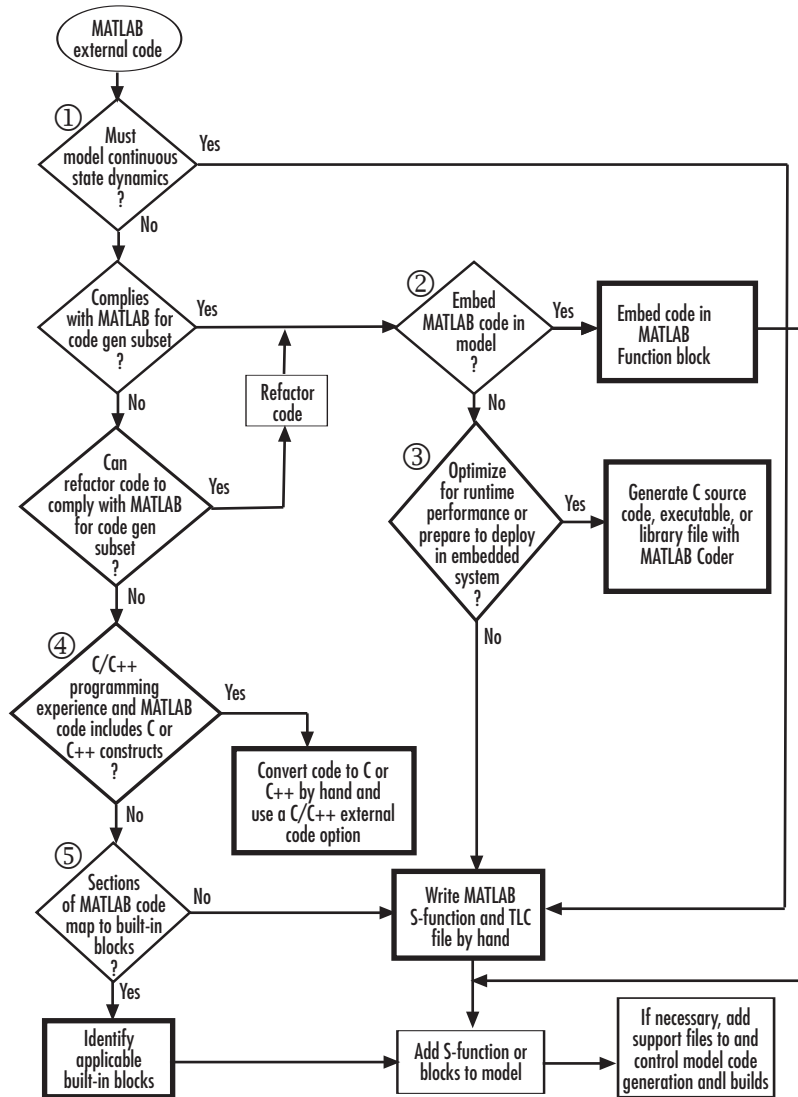 MATLAB
external code
①
Must
model continuous
state dynamics
?
Yes
No
Complies
with MATLAB for
code gen subset
?
Yes
No
②
Embed
MATLAB code in
model
?
Yes
No
Embed code in
MATLAB
Function block
Refactor
code
Can
refactor code to
comply with MATLAB
for code gen
subset
?
Yes
No
③
Optimize
for runtime
performance or
prepare to deploy
in embedded
system
?
Yes
No
Generate C source
code, executable, or
library file with
MATLAB Coder
④
C/C++
programming
experience and MATLAB
code includes C or
C++ constructs
?
Yes
No
Convert code to C or
C++ by hand and
use a C/C++ external
code option
⑤
Sections
of MATLAB code
map to built-in
blocks
?
No
Yes
Write MATLAB
S-function and TLC
file by hand
Identify
applicable
built-in blocks
Add S-function or
blocks to model
If necessary, add
support files to and
control model code
generation andl builds